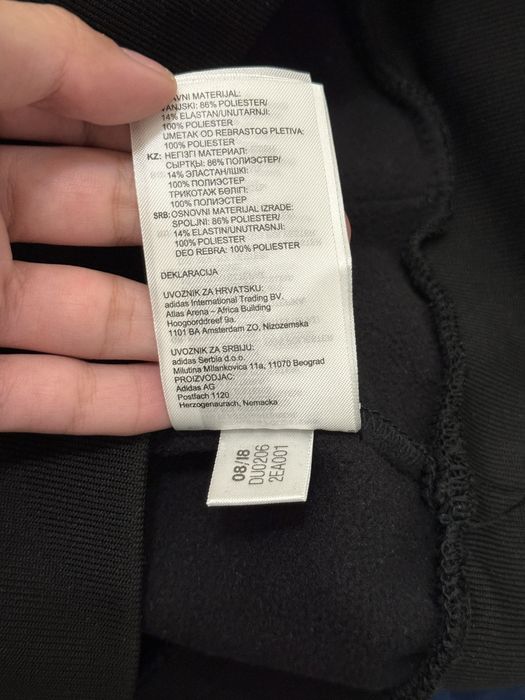 MATERIJAL:
VANJSKI: 86% POLIESTER/
14% ELASTAN/UNUTARNJI:
100% POLIESTER
UMETAK OD REBRASTOG PLETIVA:
100% POLIESTER
KZ: НЕГІЗГІ МАТЕРИАЛ:
СЫРТҚЫ: 86% ПОЛИЭСТЕР/
14% ЭЛАСТАН/ІШКІ:
100% ПОЛИЭСТЕР
ТРИКОТАЖ БӨЛІГІ:
100% ПОЛИЭСТЕР
SRB: OSNOVNI MATERIJAL IZRADE:
SPOLJNI: 86% POLIESTER/
14% ELASTIN/UNUTRASNJI:
100% POLIESTER
DEO REBRA: 100% POLIESTER
DEKLARACIJA
UVOZNIK ZA HRVATSKU:
adidas International Trading BV.
Atlas Arena – Africa Building
Hoogoorddreef 9a.
1101 BA Amsterdam ZO, Nizozemska
UVOZNIK ZA SRBIJU:
adidas Serbia d.o.o.
Milutina Milankovica 11a, 11070 Beograd
PROIZVODJAC:
Adidas AG
Postfach 1120
Herzogenaurach, Nemacka
08/18
DU0206
2EA001